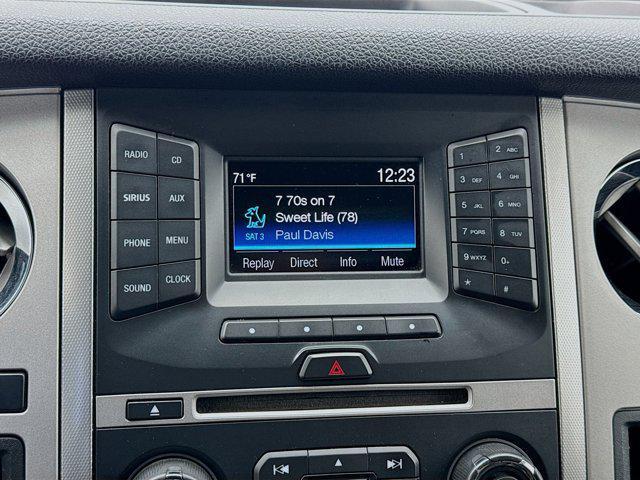 71°F 12:23
7 70s on 7
Sweet Life (78)
SAT 3 Paul Davis
Replay Direct Info Mute
RADIO CD
SIRIUS AUX
PHONE MENU
SOUND CLOCK
1 2 ABC
3 DEF 4 GHI
5 JKL 6 MNO
7 PQRS 8 TUV
9 WXYZ 0+
* #